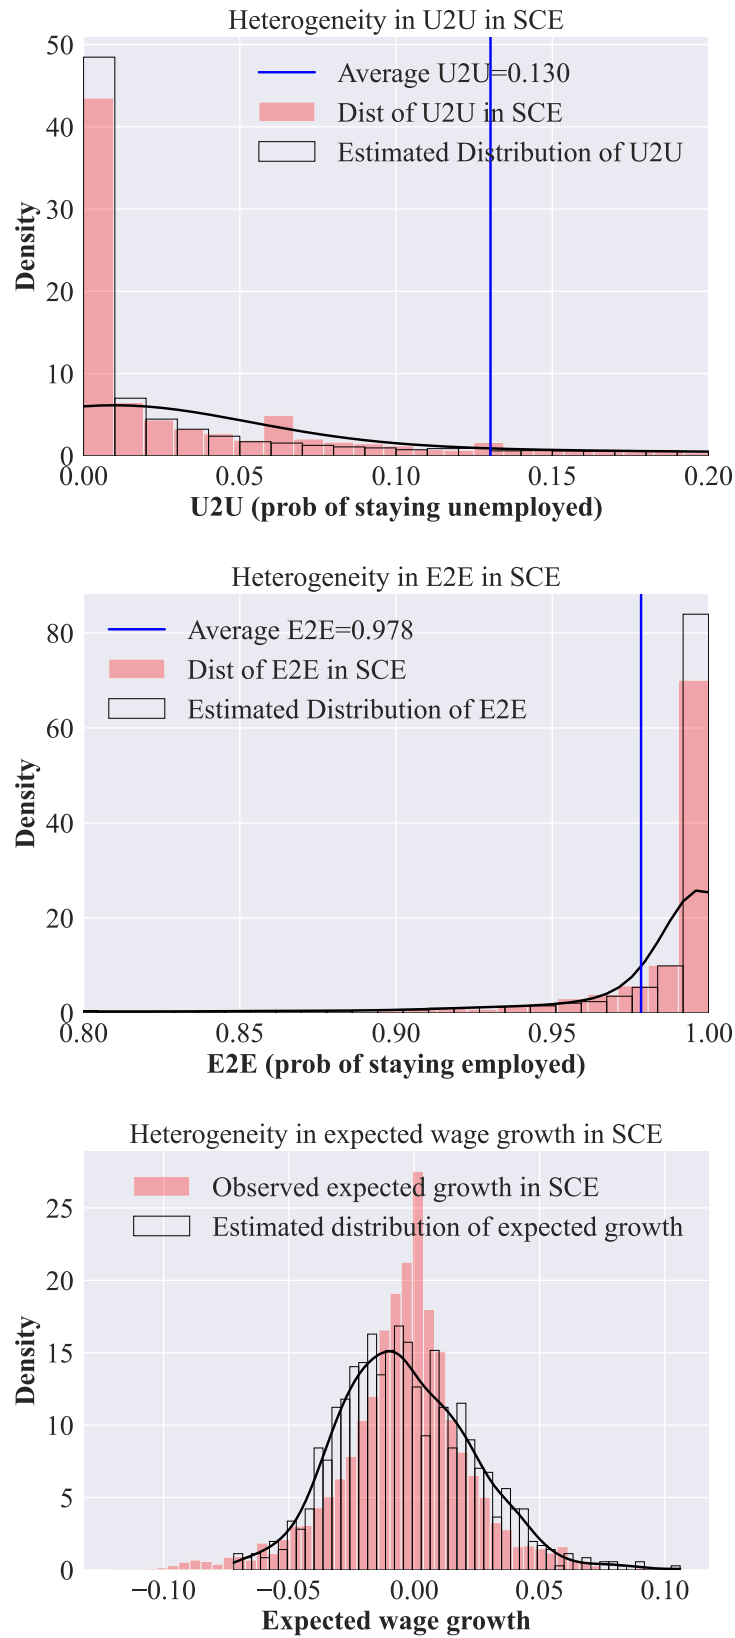 Heterogeneity in U2U in SCE
50
40
30
20
10
0
Density
Average U2U=0.130
Dist of U2U in SCE
Estimated Distribution of U2U
0.00 0.05 0.10 0.15 0.20
U2U (prob of staying unemployed)
Heterogeneity in E2E in SCE
80
60
40
20
0
Density
Average E2E=0.978
Dist of E2E in SCE
Estimated Distribution of E2E
0.80 0.85 0.90 0.95 1.00
E2E (prob of staying employed)
Heterogeneity in expected wage growth in SCE
25
20
15
10
5
0
Density
Observed expected growth in SCE
Estimated distribution of expected growth
−0.10 −0.05 0.00 0.05 0.10
Expected wage growth